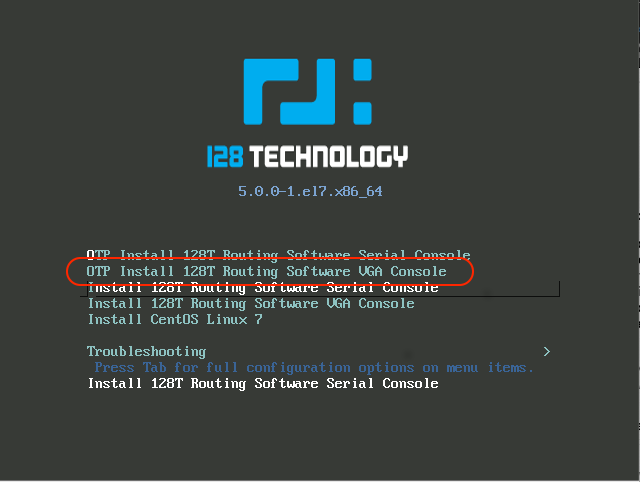 128 TECHNOLOGY
5.0.0-1.el7.x86_64
OTP Install 128T Routing Software Serial Console
OTP Install 128T Routing Software VGA Console
Install 128T Routing Software Serial Console
Install 128T Routing Software VGA Console
Install CentOS Linux 7
Troubleshooting >
Press Tab for full configuration options on menu items.
Install 128T Routing Software Serial Console